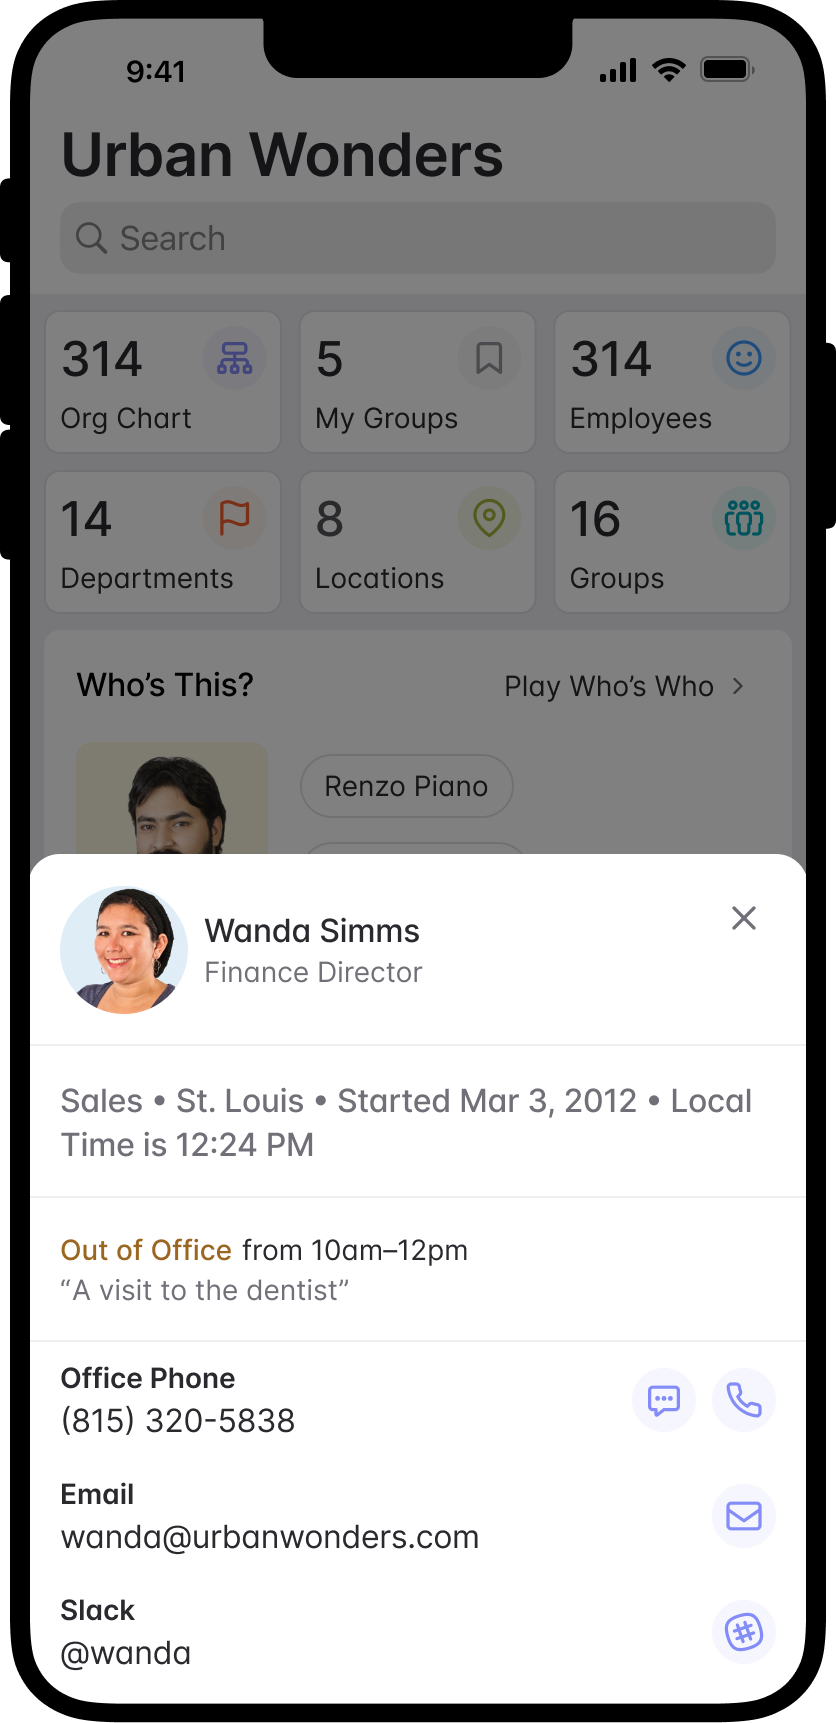 9:41
Urban Wonders
Search
314
Org Chart
5
My Groups
314
Employees
14
Departments
8
Locations
16
Groups
Who’s This?
Play Who’s Who
Renzo Piano
Wanda Simms
Finance Director
Sales • St. Louis • Started Mar 3, 2012 • Local
Time is 12:24 PM
Out of Office from 10am–12pm
“A visit to the dentist”
Office Phone
(815) 320-5838
Email
wanda@urbanwonders.com
Slack
@wanda